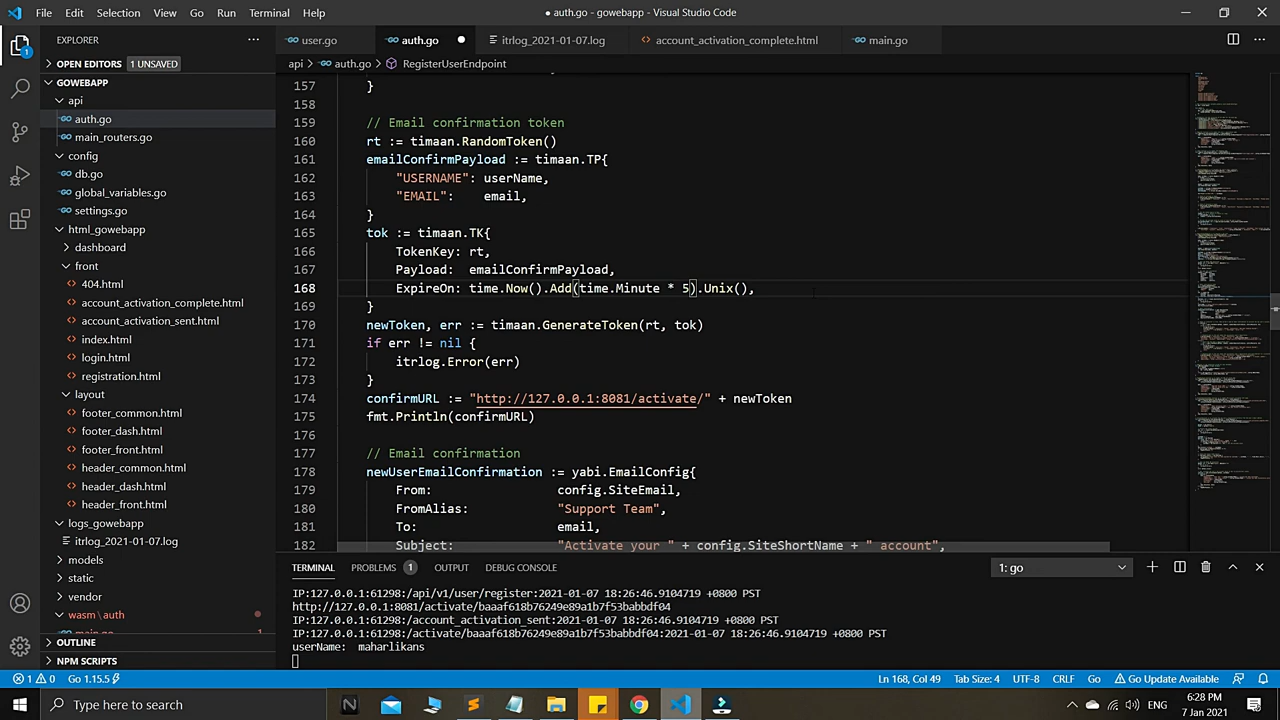 File Edit Selection View Go Run Terminal Help
● auth.go - gowebapp - Visual Studio Code
EXPLORER
user.go
auth.go
itrlog_2021-01-07.log
account_activation_complete.html
main.go
OPEN EDITORS 1 UNSAVED
api > auth.go > RegisterUserEndpoint
GOWEBAPP
api
auth.go
main_routers.go
config
db.go
global_variables.go
settings.go
html_gowebapp
dashboard
front
404.html
account_activation_complete.html
account_activation_sent.html
index.html
login.html
registration.html
layout
footer_common.html
footer_dash.html
footer_front.html
header_common.html
header_dash.html
header_front.html
logs_gowebapp
itrlog_2021-01-07.log
models
static
vendor
wasm \ auth
main.go 1
OUTLINE
NPM SCRIPTS
157 }
158
159 // Email confirmation token
160 rt := timaan.RandomToken()
161 emailConfirmPayload := timaan.TP{
162 "USERNAME": userName,
163 "EMAIL": email,
164 }
165 tok := timaan.TK{
166 TokenKey: rt,
167 Payload: emailConfirmPayload,
168 ExpireOn: time.Now().Add(time.Minute * 5).Unix(),
169 }
170 newToken, err := timaan.GenerateToken(rt, tok)
171 if err != nil {
172 itrlog.Error(err)
173 }
174 confirmURL := "http://127.0.0.1:8081/activate/" + newToken
175 fmt.Println(confirmURL)
176
177 // Email confirmation
178 newUserEmailConfirmation := yabi.EmailConfig{
179 From: config.SiteEmail,
180 FromAlias: "Support Team",
181 To: email,
182 Subject: "Activate your " + config.SiteShortName + " account",
TERMINAL PROBLEMS 1 OUTPUT DEBUG CONSOLE
1: go
IP:127.0.0.1:61298:/api/v1/user/register:2021-01-07 18:26:46.9104719 +0800 PST
http://127.0.0.1:8081/activate/baaaf61b76249e89a1b7f53babbdf04
IP:127.0.0.1:61298:/account_activation_sent:2021-01-07 18:26:46.9104719 +0800 PST
IP:127.0.0.1:61298:/activate/baaaf61b76249e89a1b7f53babbdf04:2021-01-07 18:26:46.9104719 +0800 PST
userName: maharlikans
1 0 Go 1.15.5
Ln 168, Col 49 Tab Size: 4 UTF-8 CRLF Go Go Update Available
Type here to search
6:28 PM
7 Jan 2021